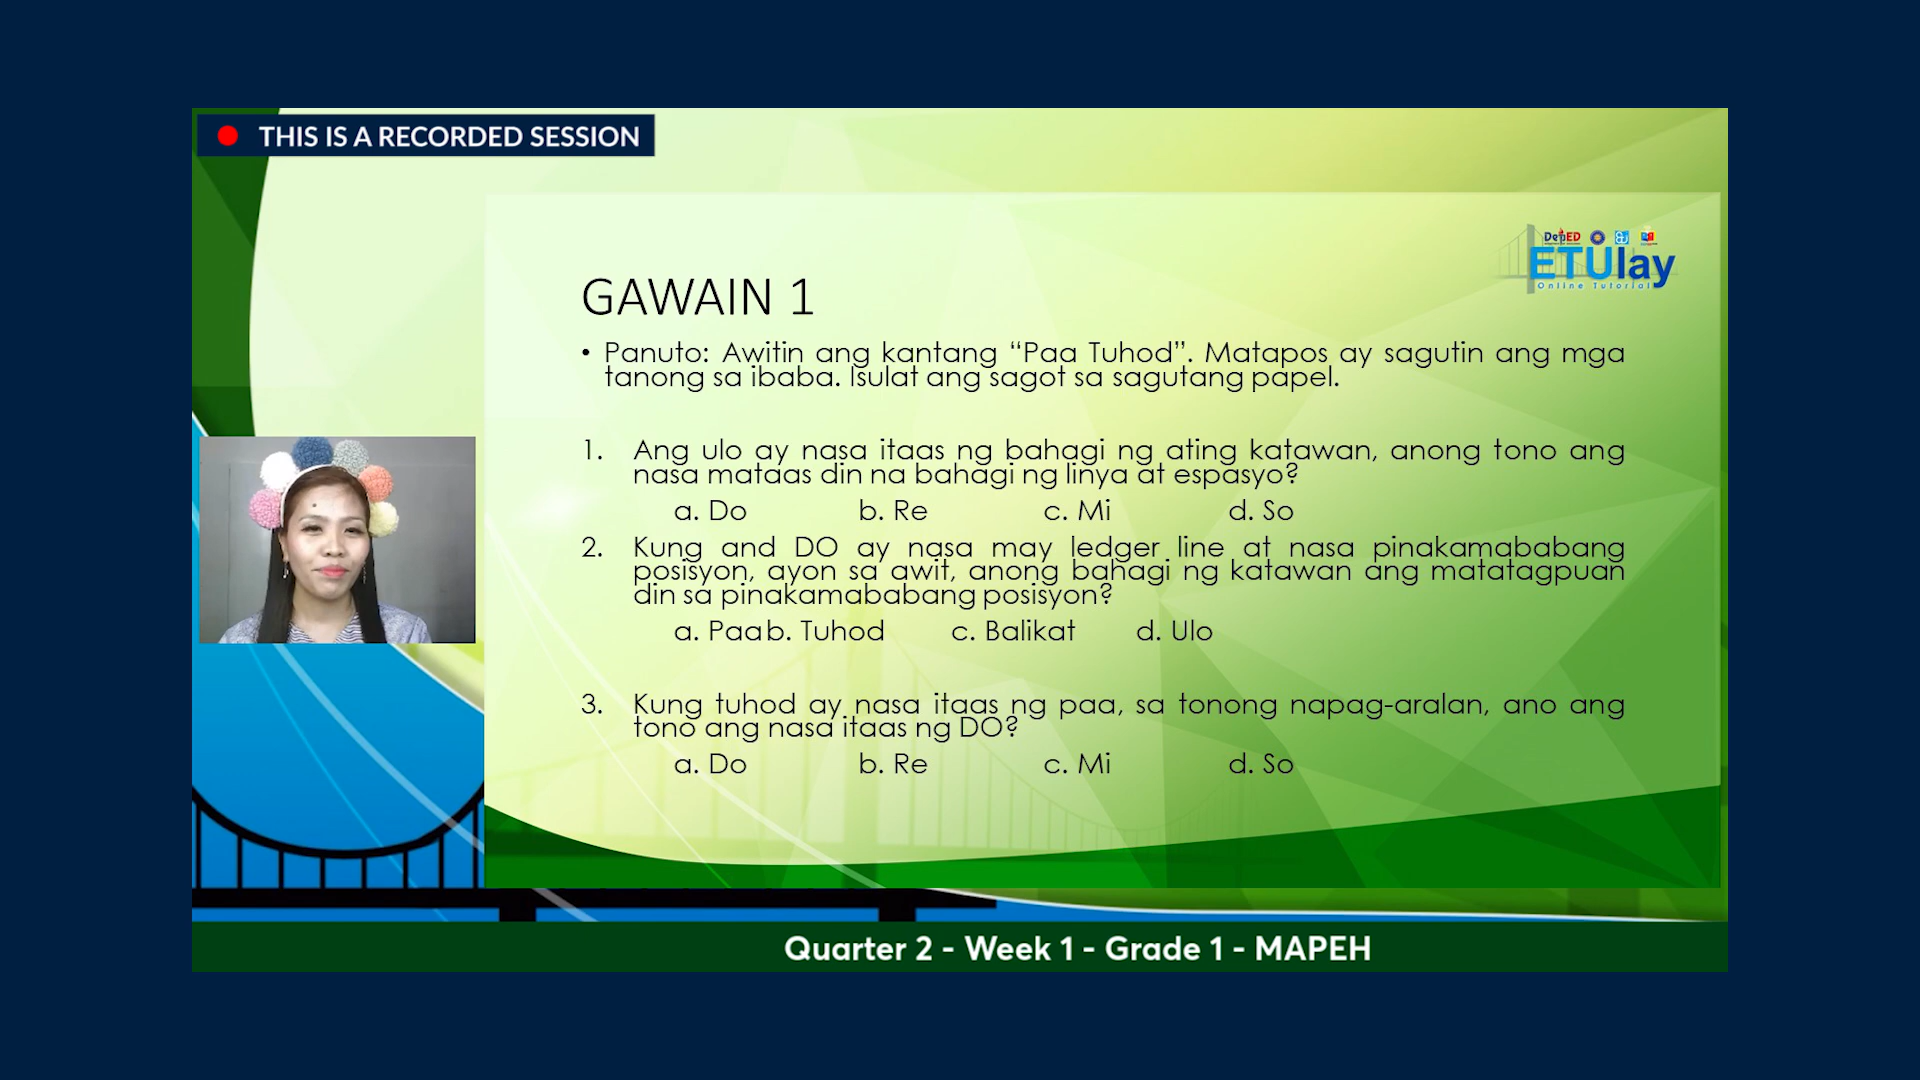 THIS IS A RECORDED SESSION
DepED
ETUlay
Online Tutorial
GAWAIN 1
• Panuto: Awitin ang kantang “Paa Tuhod”. Matapos ay sagutin ang mga
tanong sa ibaba. Isulat ang sagot sa sagutang papel.
1. Ang ulo ay nasa itaas ng bahagi ng ating katawan, anong tono ang
nasa mataas din na bahagi ng linya at espasyo?
a. Do b. Re c. Mi d. So
2. Kung and DO ay nasa may ledger line at nasa pinakamababang
posisyon, ayon sa awit, anong bahagi ng katawan ang matatagpuan
din sa pinakamababang posisyon?
a. Paa b. Tuhod c. Balikat d. Ulo
3. Kung tuhod ay nasa itaas ng paa, sa tonong napag-aralan, ano ang
tono ang nasa itaas ng DO?
a. Do b. Re c. Mi d. So
Quarter 2 - Week 1 - Grade 1 - MAPEH